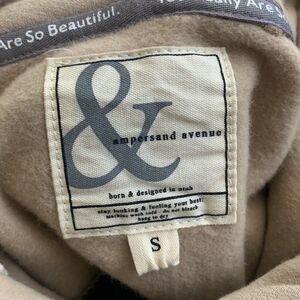 Are So Beautiful.
ally Are
&
ampersand avenue
born & designed in utah
stay looking & feeling your best:
machine wash cold - do not bleach
hang to dry
S